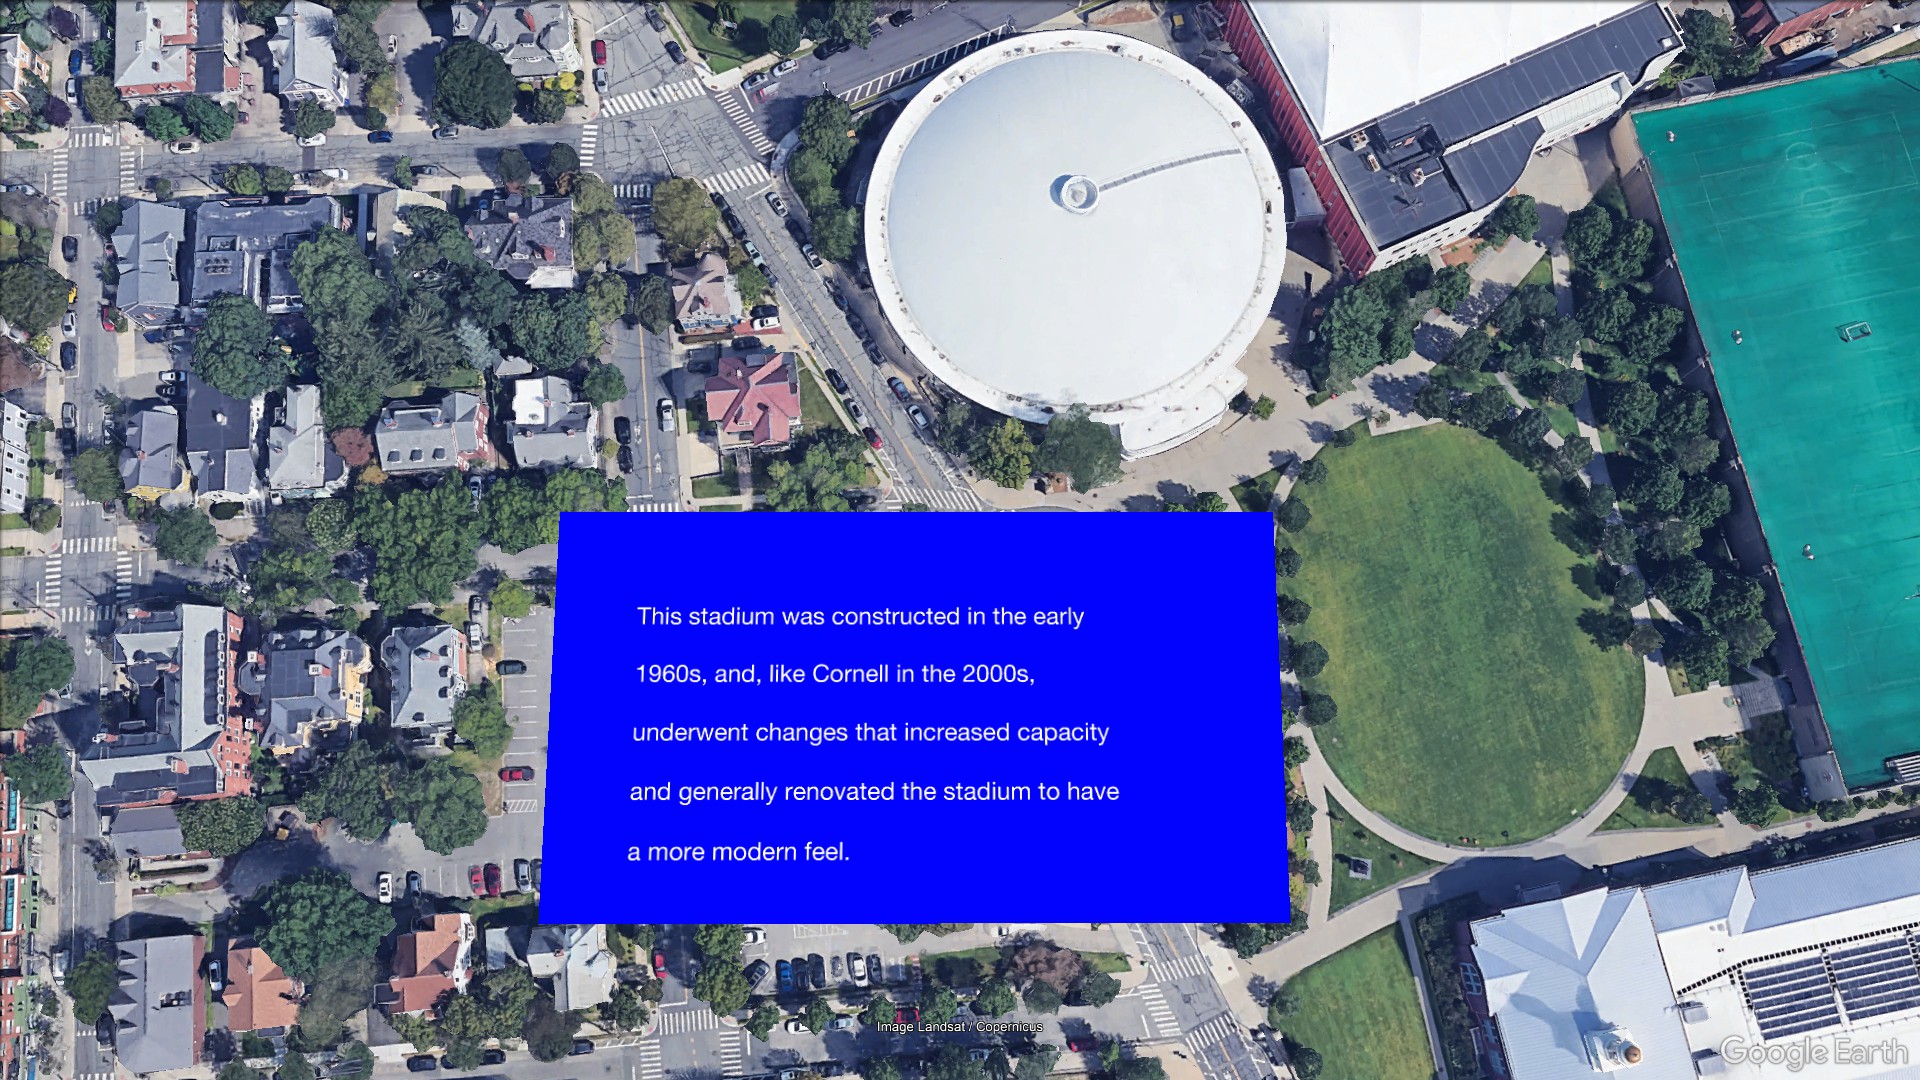 This stadium was constructed in the early
1960s, and, like Cornell in the 2000s,
underwent changes that increased capacity
and generally renovated the stadium to have
a more modern feel.
Image Landsat / Copernicus
Google Earth